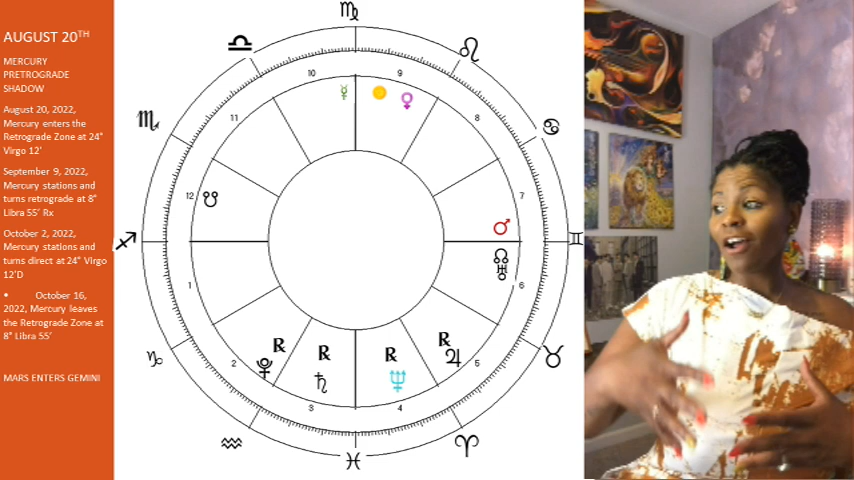 AUGUST 20TH
MERCURY
PRETROGRADE
SHADOW
August 20, 2022,
Mercury enters the
Retrograde Zone at 24°
Virgo 12'
September 9, 2022,
Mercury stations and
turns retrograde at 8°
Libra 55' Rx
October 2, 2022,
Mercury stations and
turns direct at 24° Virgo
12'D
• October 16,
2022, Mercury leaves
the Retrograde Zone at
8° Libra 55'
MARS ENTERS GEMINI
♍
♎ ♌
10 9
☿ ♀
11 8
♏ ♋
12 ☋ 7
♂
♐ ♊
☊
♅
1 6
♑ ♉
℞ ℞ ℞ ℞
2 ♇ ♄ ♆ ♃ 5
3 4
♒ ♈
♓